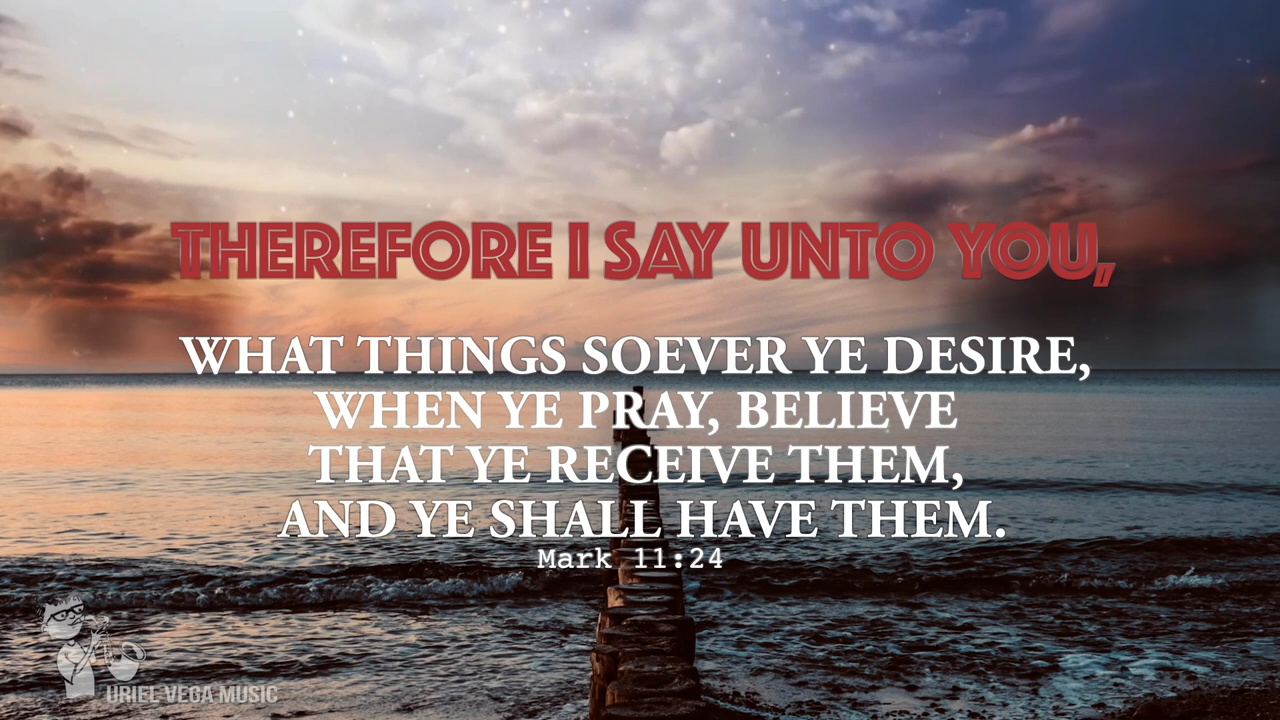 THEREFORE I SAY UNTO YOU,
WHAT THINGS SOEVER YE DESIRE,
WHEN YE PRAY, BELIEVE
THAT YE RECEIVE THEM,
AND YE SHALL HAVE THEM.
Mark 11:24
URIEL VEGA MUSIC